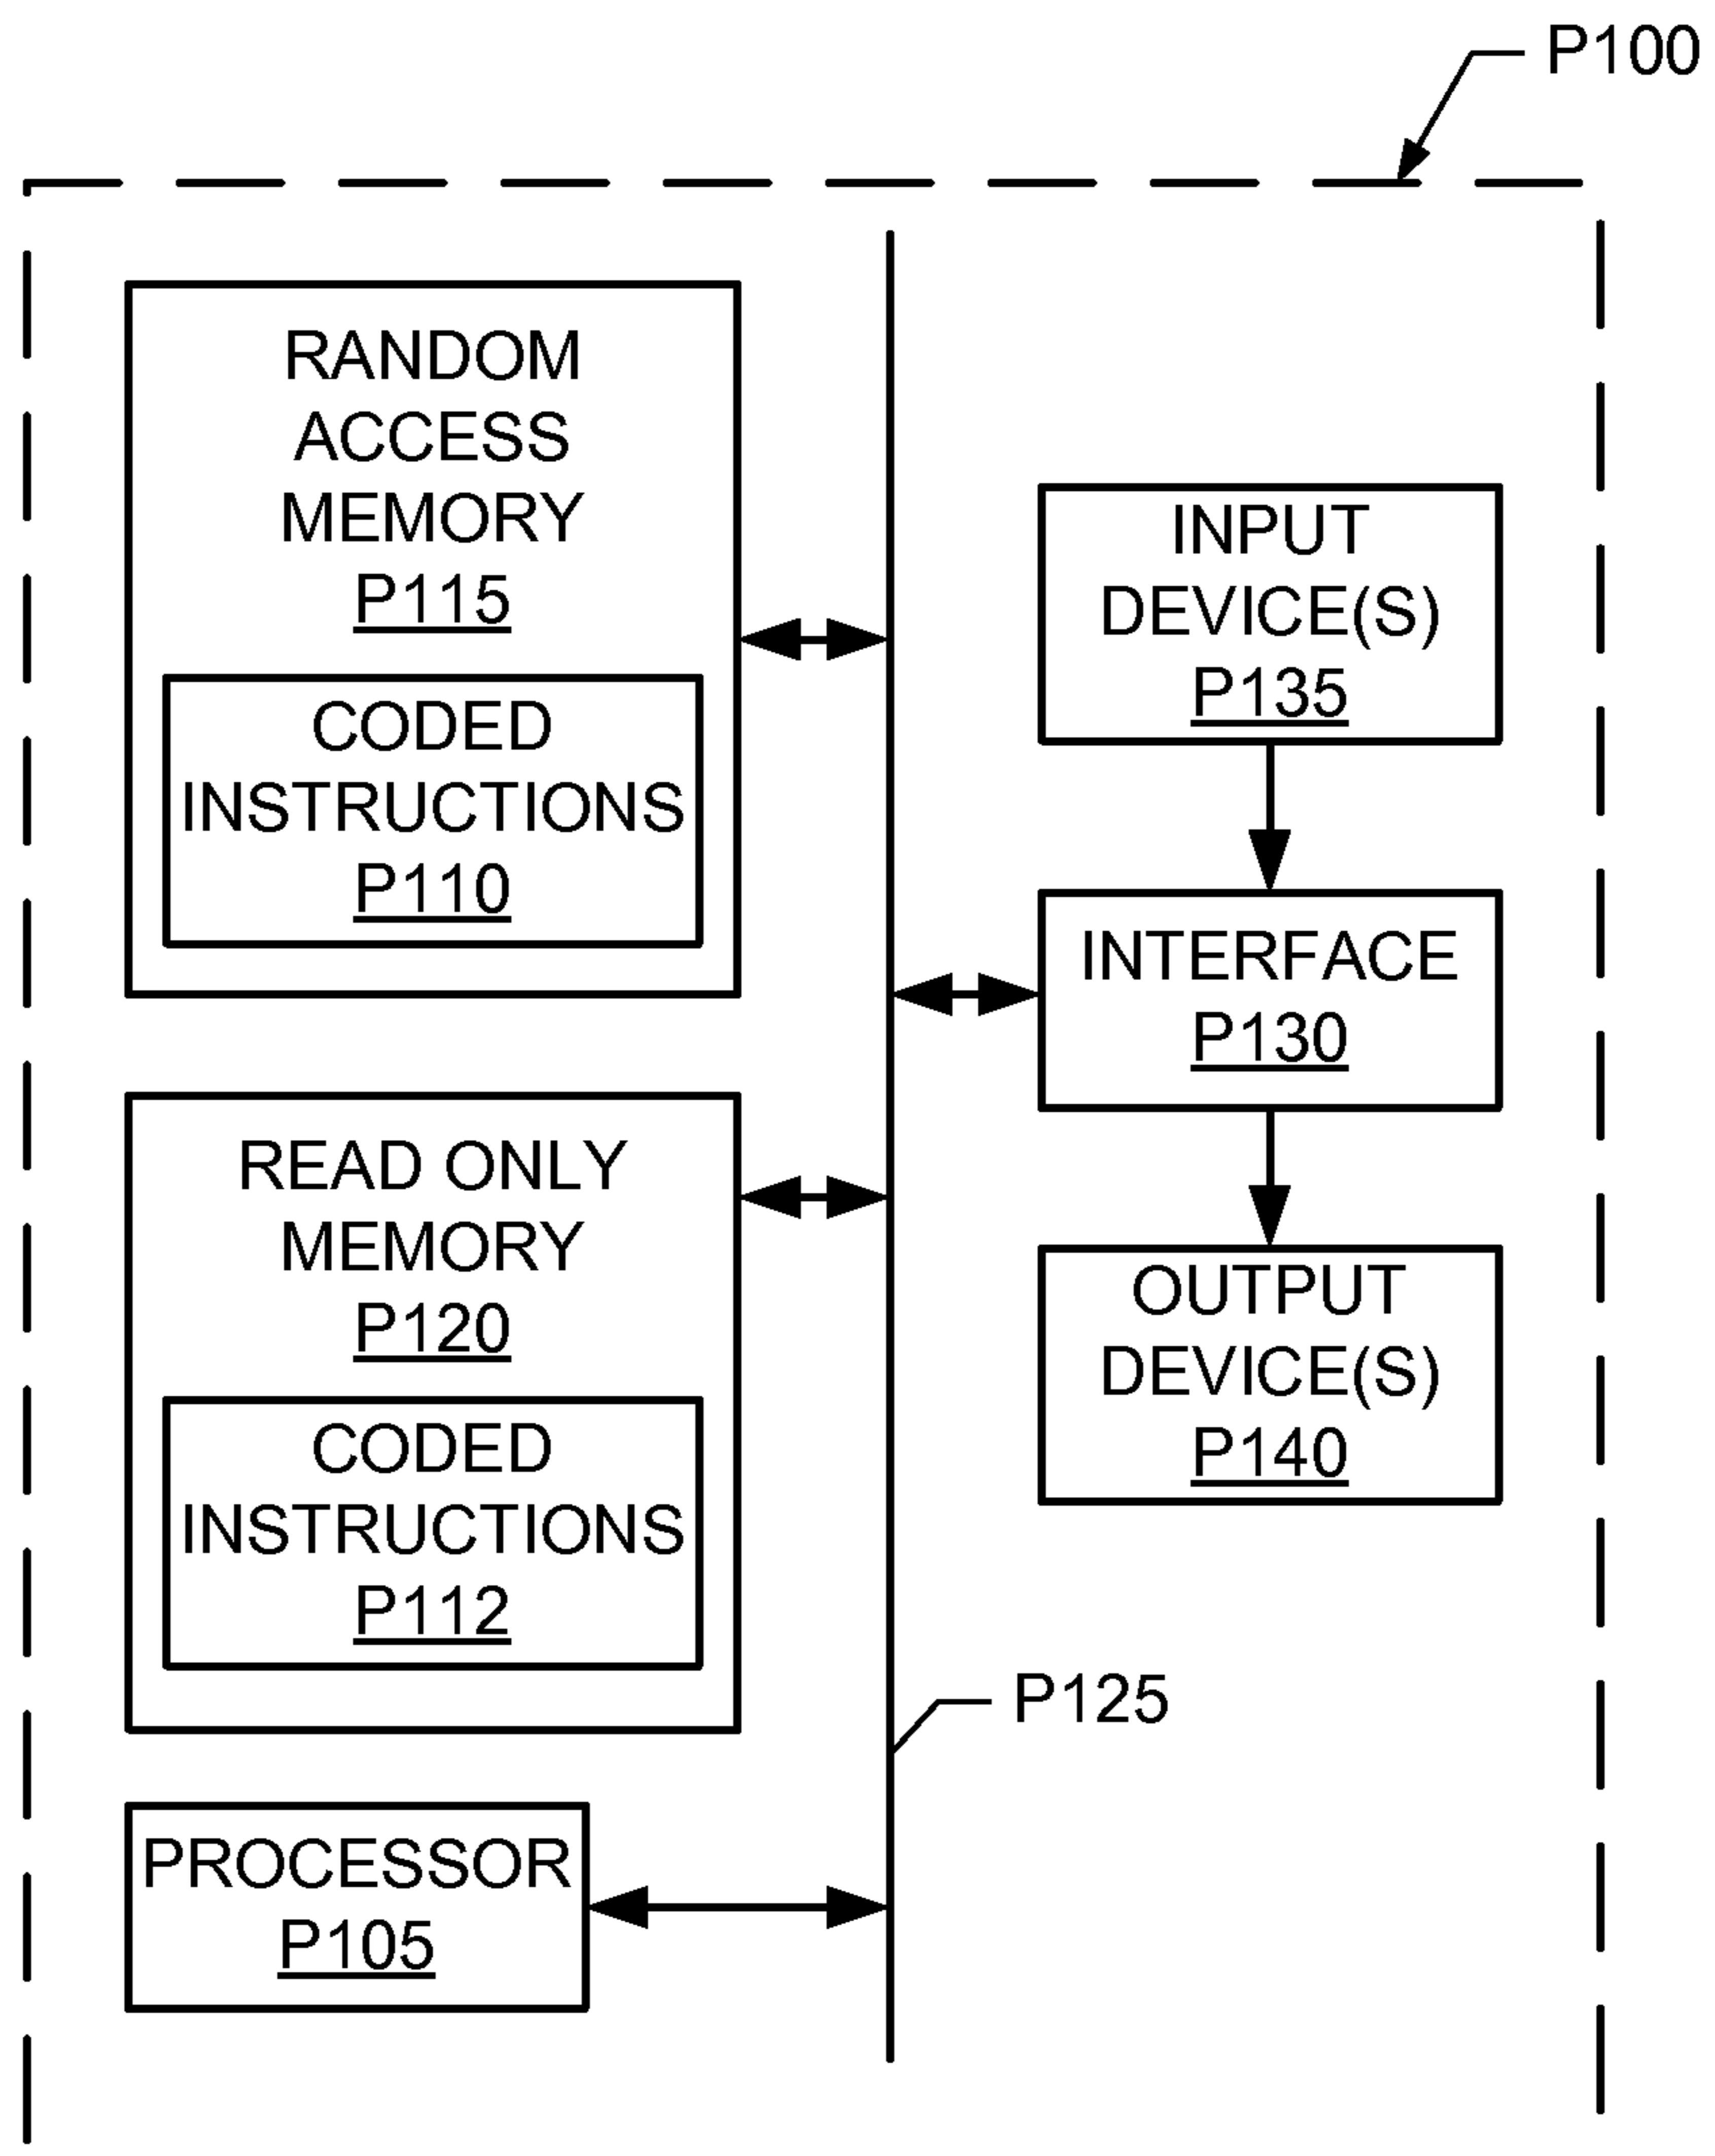 P100
RANDOM
ACCESS
MEMORY
P115
CODED
INSTRUCTIONS
P110
INPUT
DEVICE(S)
P135
INTERFACE
P130
READ ONLY
MEMORY
P120
CODED
INSTRUCTIONS
P112
OUTPUT
DEVICE(S)
P140
P125
PROCESSOR
P105